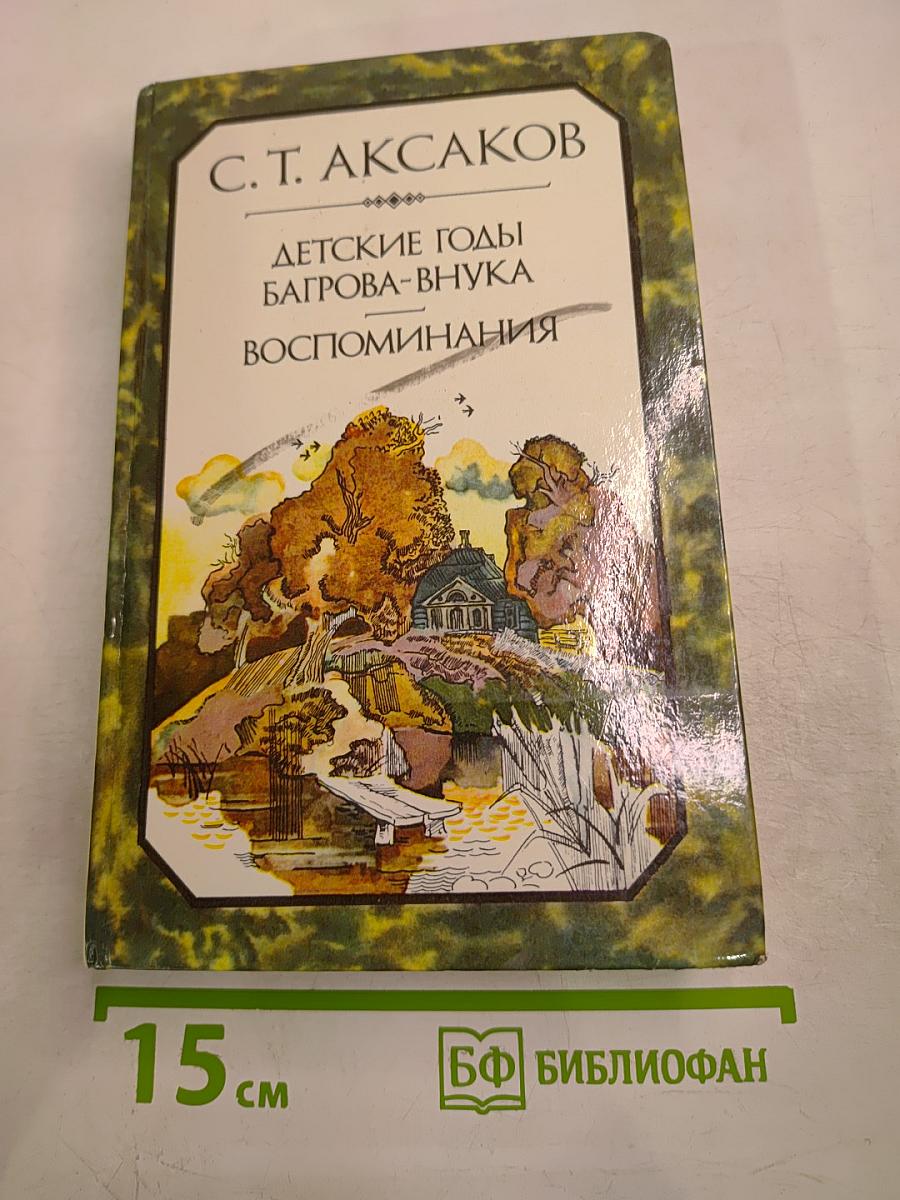 С. Т. АКСАКОВ
ДЕТСКИЕ ГОДЫ
БАГРОВА-ВНУКА
ВОСПОМИНАНИЯ
15 см
БФ БИБЛИОФАН